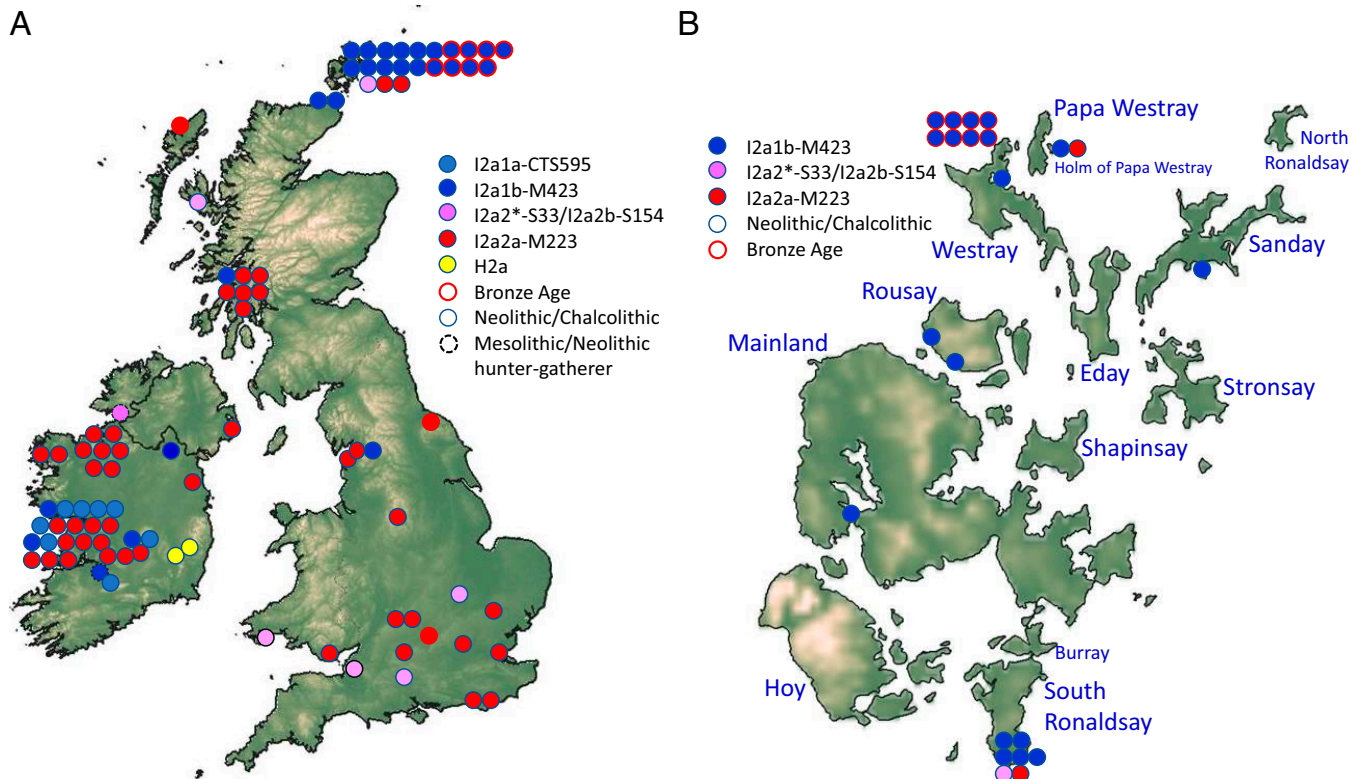 A
I2a1a-CTS595
I2a1b-M423
I2a2*-S33/I2a2b-S154
I2a2a-M223
H2a
Bronze Age
Neolithic/Chalcolithic
Mesolithic/Neolithic
hunter-gatherer
B
I2a1b-M423
I2a2*-S33/I2a2b-S154
I2a2a-M223
Neolithic/Chalcolithic
Bronze Age
Papa Westray
North
Ronaldsay
Holm of Papa Westray
Westray
Sanday
Rousay
Mainland
Eday
Stronsay
Shapinsay
Burray
Hoy
South
Ronaldsay